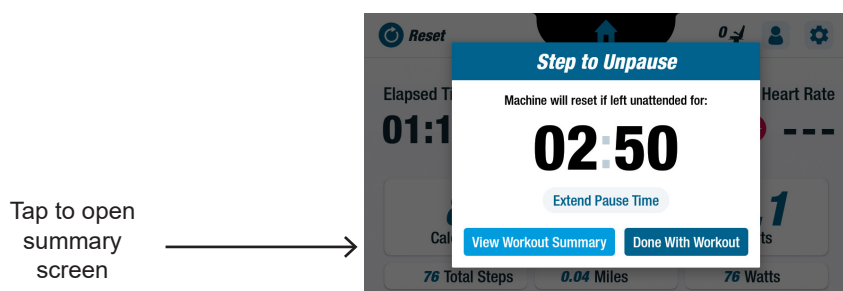 Reset
0
Step to Unpause
Elapsed Ti
Machine will reset if left unattended for:
Heart Rate
01:1
02:50
---
Extend Pause Time
Tap to open
summary
screen
1
Cal
View Workout Summary
Done With Workout
ts
76 Total Steps
0.04 Miles
76 Watts